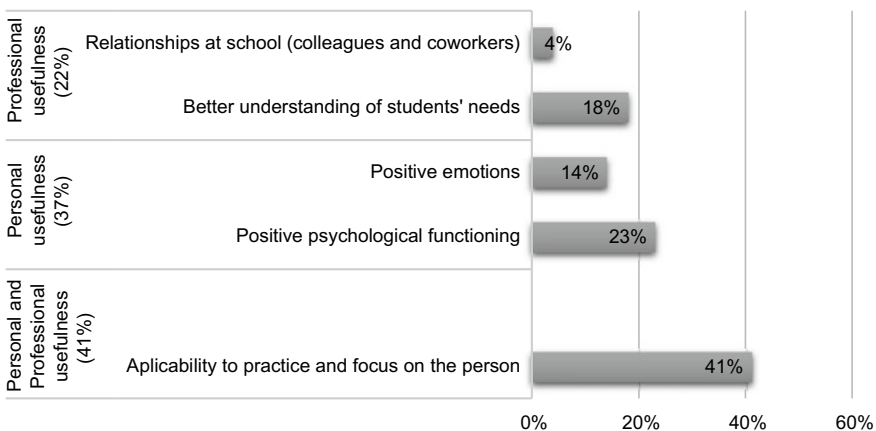 Professional
usefulness
(22%)
Relationships at school (colleagues and coworkers)
4%
Better understanding of students' needs
18%
Personal
usefulness
(37%)
Positive emotions
14%
Positive psychological functioning
23%
Personal and
Professional
usefulness
(41%)
Aplicability to practice and focus on the person
41%
0%
20%
40%
60%